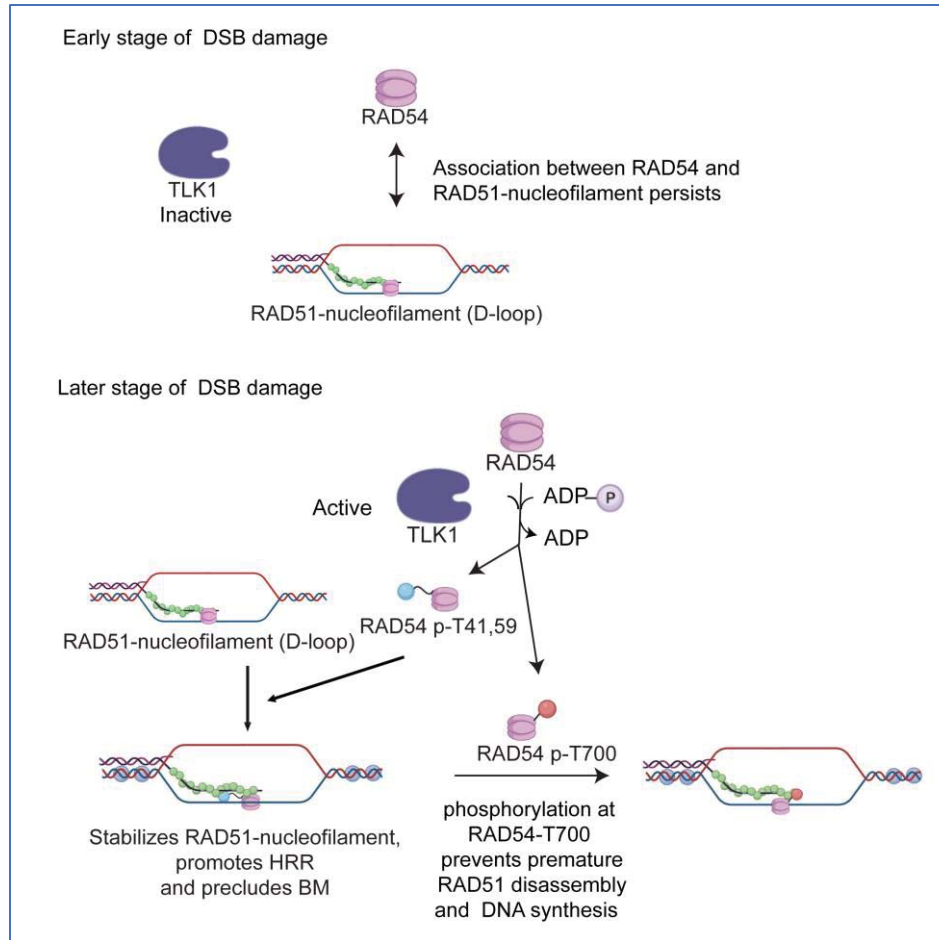 Early stage of DSB damage
RAD54
TLK1
Inactive
Association between RAD54 and
RAD51-nucleofilament persists
RAD51-nucleofilament (D-loop)
Later stage of DSB damage
RAD54
Active
TLK1
ADP P
ADP
RAD54 p-T41,59
RAD51-nucleofilament (D-loop)
RAD54 p-T700
Stabilizes RAD51-nucleofilament,
promotes HRR
and precludes BM
phosphorylation at
RAD54-T700
prevents premature
RAD51 disassembly
and DNA synthesis